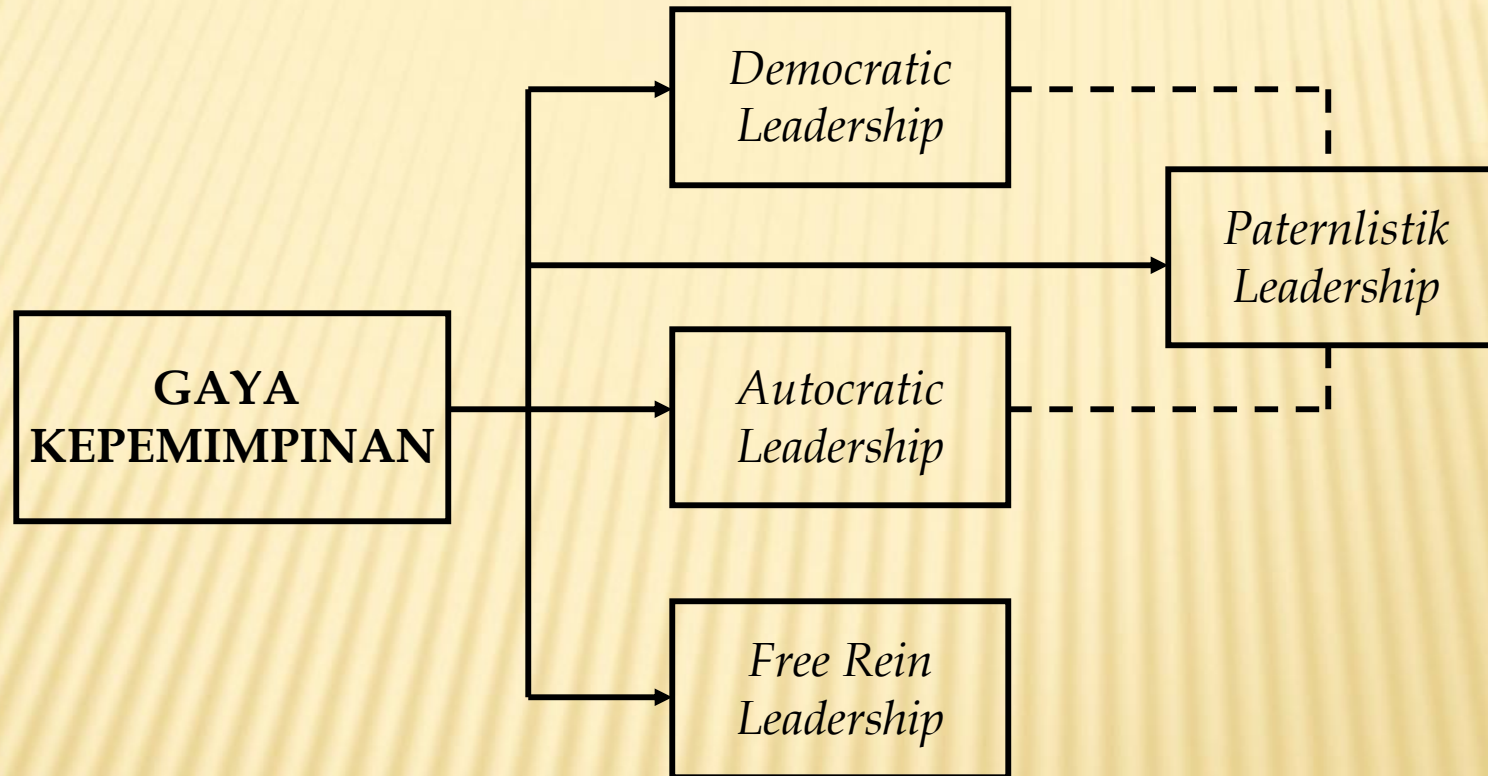 Democratic
Leadership
Paternlistik
Leadership
GAYA
KEPEMIMPINAN
Autocratic
Leadership
Free Rein
Leadership